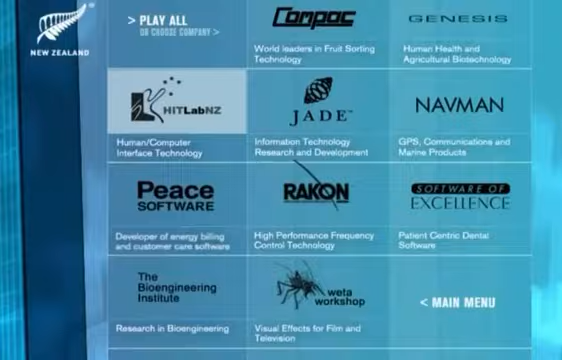 > PLAY ALL
OR CHOOSE COMPANY >
NEW ZEALAND
Compac
World leaders in Fruit Sorting
Technology
GENESIS
Human Health and
Agricultural Biotechnology
HITLabNZ
Human/Computer
Interface Technology
JADE™
Information Technology
Research and Development
NAVMAN
GPS, Communications and
Marine Products
Peace
SOFTWARE
Developer of energy billing
and customer care software
RAKON
High Performance Frequency
Control Technology
SOFTWARE OF
EXCELLENCE
Patient Centric Dental
Software
The
Bioengineering
Institute
Research in Bioengineering
weta
workshop
Visual Effects for Film and
Television
< MAIN MENU